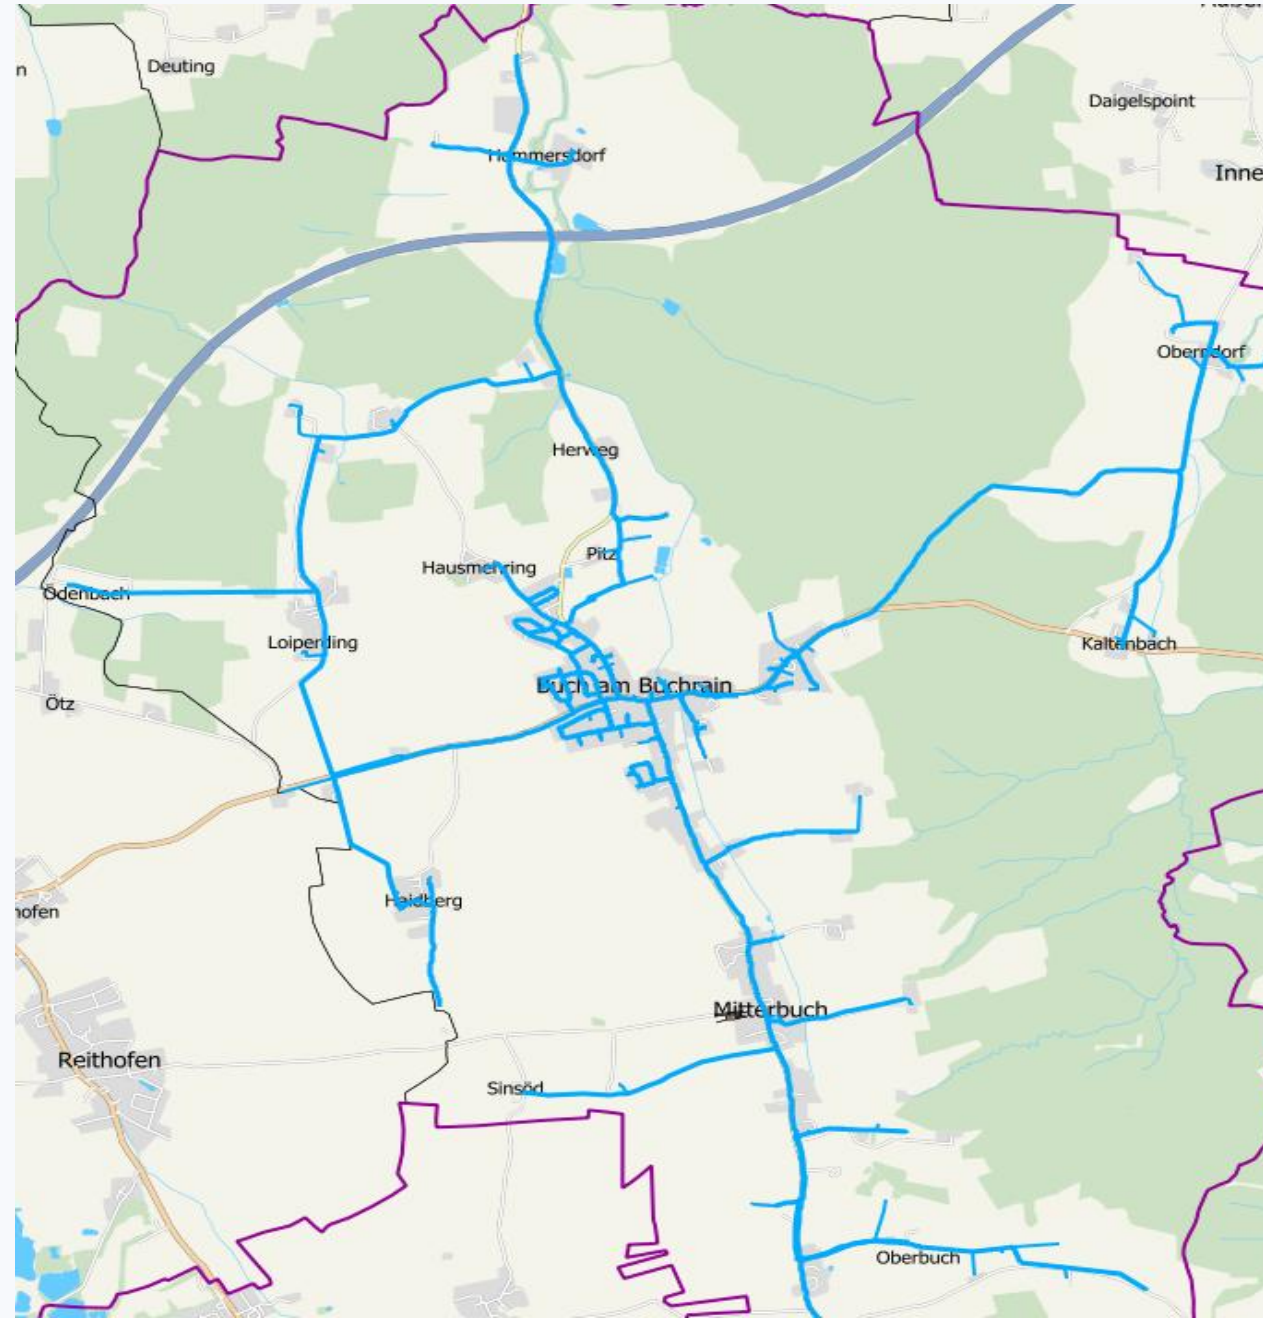 Deuting
Daigelspoint
Hammersdorf
Inne
Oberndorf
Herweg
Pitz
Hausmehring
Ödenbach
Loiperding
Kaltenbach
Buch am Buchrain
Ötz
Haidberg
hofen
Mitterbuch
Reithofen
Sinsöd
Oberbuch